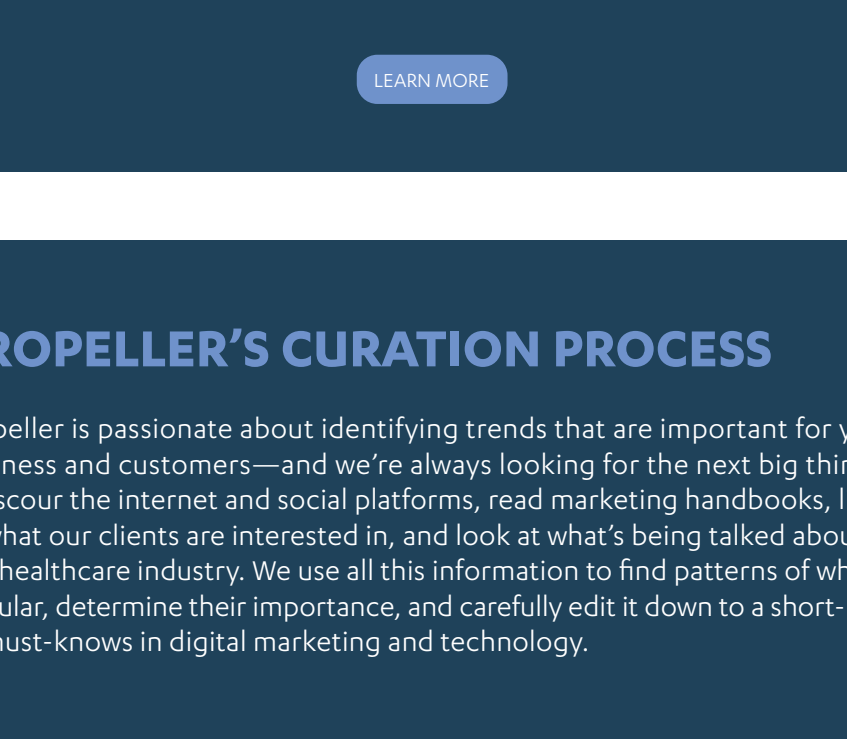 LEARN MORE
ROPELLER’S CURATION PROCESS
peller is passionate about identifying trends that are important for y
ness and customers—and we’re always looking for the next big thin
scour the internet and social platforms, read marketing handbooks, l
what our clients are interested in, and look at what’s being talked abou
healthcare industry. We use all this information to find patterns of wh
ular, determine their importance, and carefully edit it down to a short-
must-knows in digital marketing and technology.